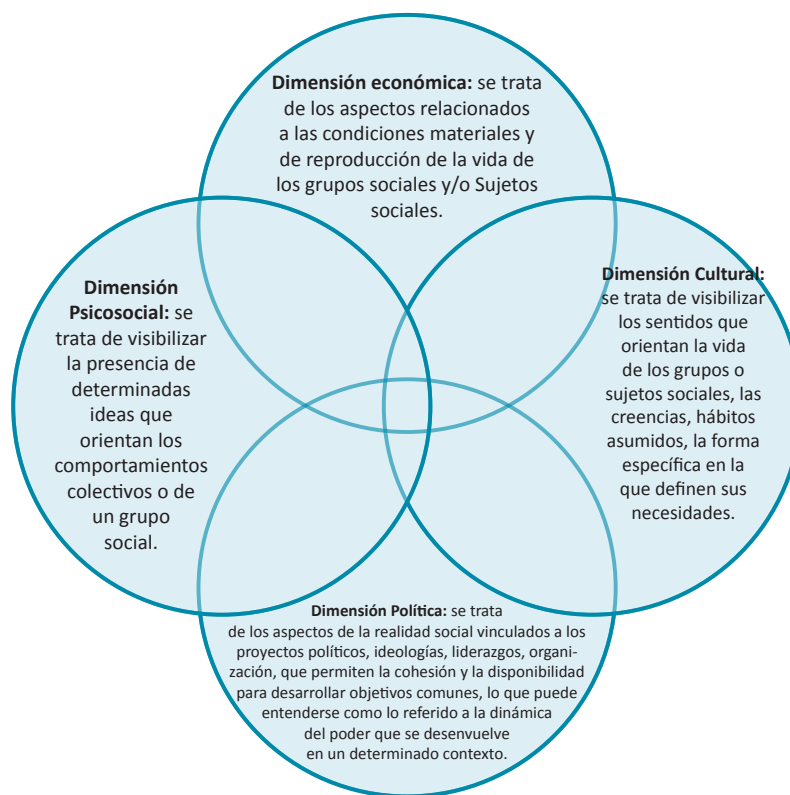 Dimensión económica: se trata
de los aspectos relacionados
a las condiciones materiales y
de reproducción de la vida de
los grupos sociales y/o Sujetos
sociales.
Dimensión
Psicosocial: se
trata de visibilizar
la presencia de
determinadas
ideas que
orientan los
comportamientos
colectivos o de
un grupo
social.
Dimensión Cultural:
se trata de visibilizar
los sentidos que
orientan la vida
de los grupos o
sujetos sociales, las
creencias, hábitos
asumidos, la forma
específica en la
que definen sus
necesidades.
Dimensión Política: se trata
de los aspectos de la realidad social vinculados a los
proyectos políticos, ideologías, liderazgos, organi-
zación, que permiten la cohesión y la disponibilidad
para desarrollar objetivos comunes, lo que puede
entenderse como lo referido a la dinámica
del poder que se desenvuelve
en un determinado contexto.